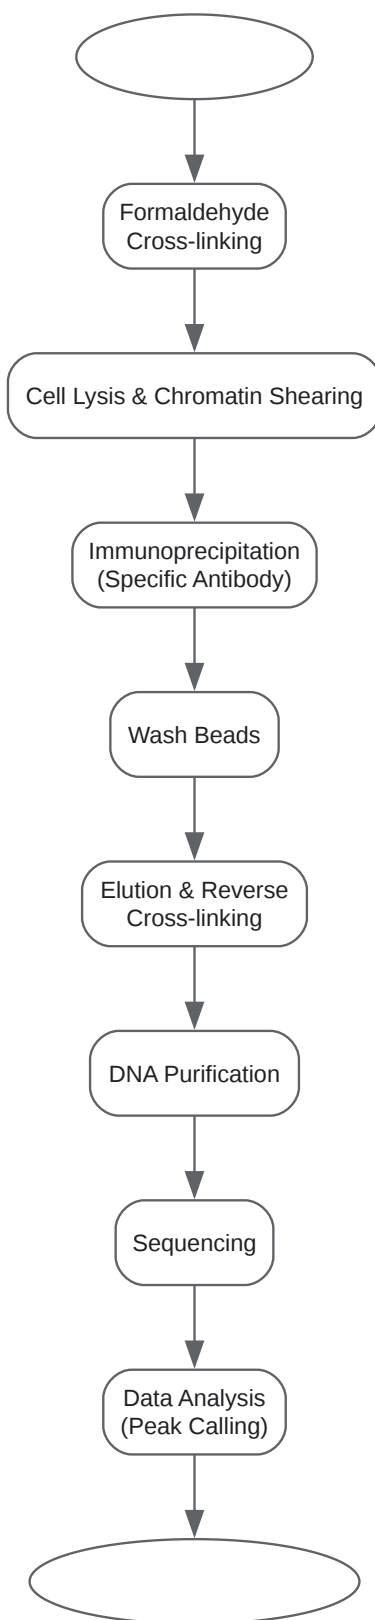 Formaldehyde
Cross-linking
Cell Lysis & Chromatin Shearing
Immunoprecipitation
(Specific Antibody)
Wash Beads
Elution & Reverse
Cross-linking
DNA Purification
Sequencing
Data Analysis
(Peak Calling)